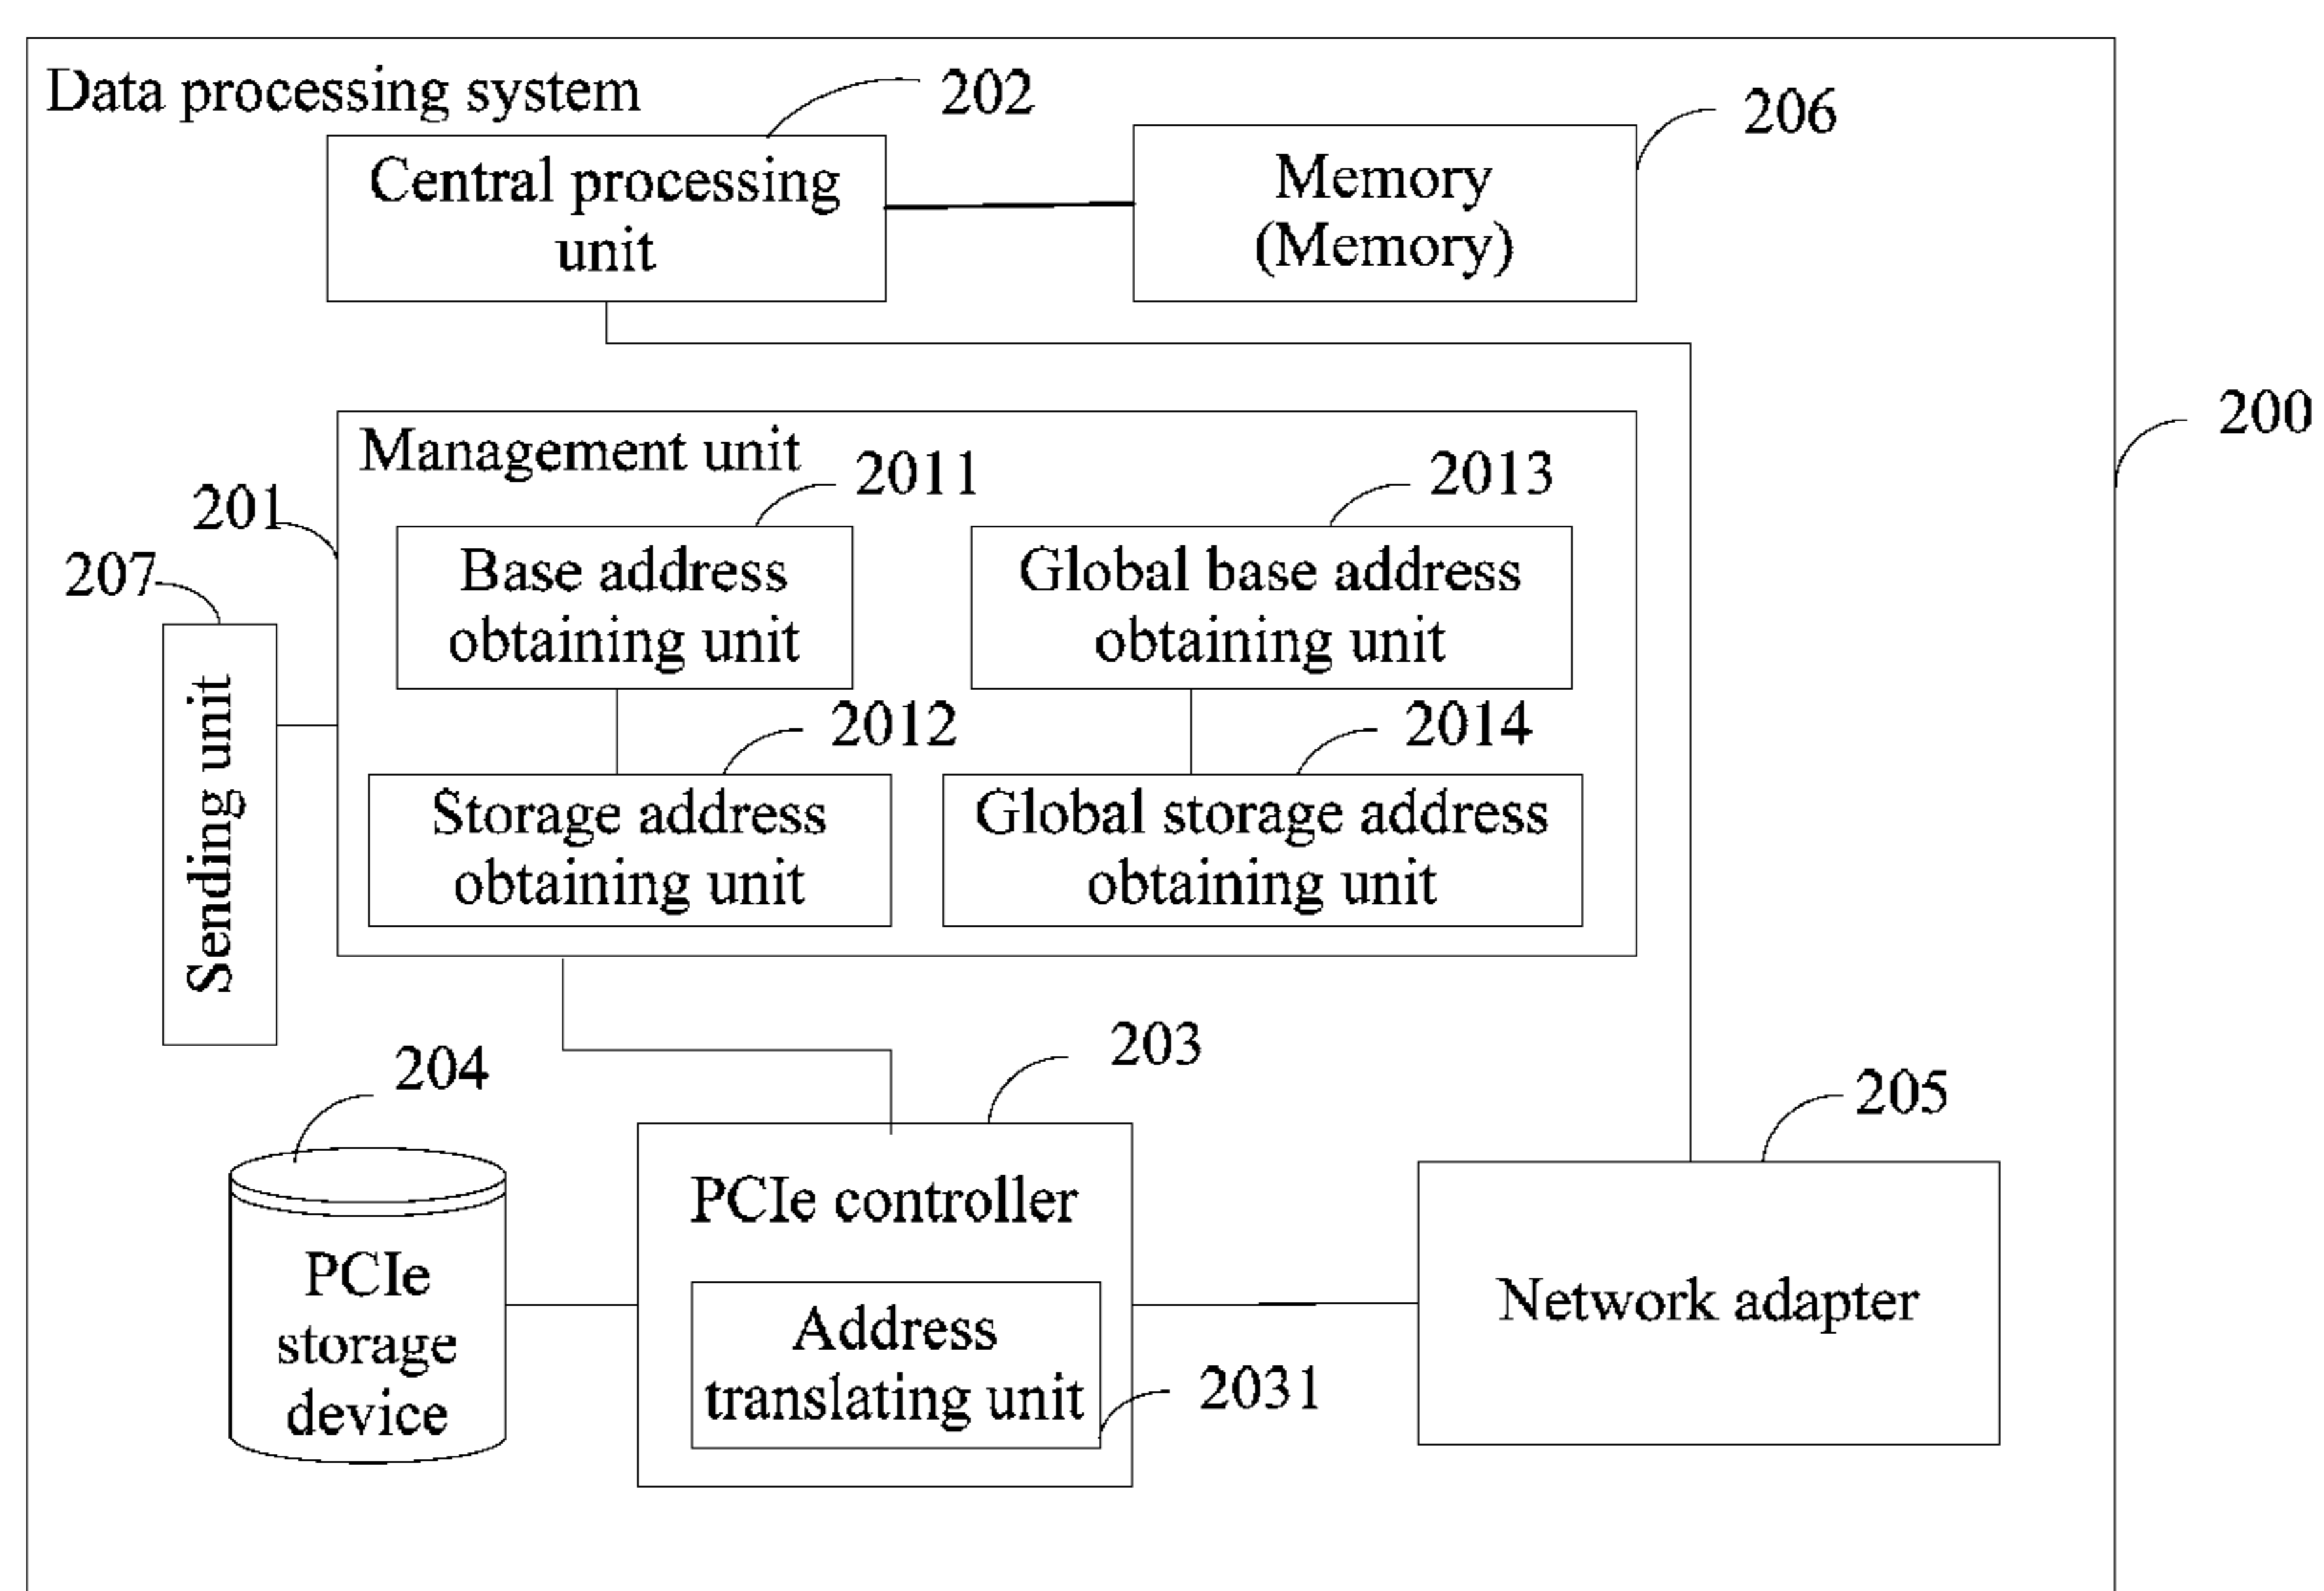 Data processing system
202
206
Central processing
unit
Memory
(Memory)
200
Management unit
2011
2013
201
207
Base address
obtaining unit
Global base address
obtaining unit
Sending unit
2012
2014
Storage address
obtaining unit
Global storage address
obtaining unit
203
204
205
PCIe
storage
device
PCIe controller
Address
translating unit
2031
Network adapter